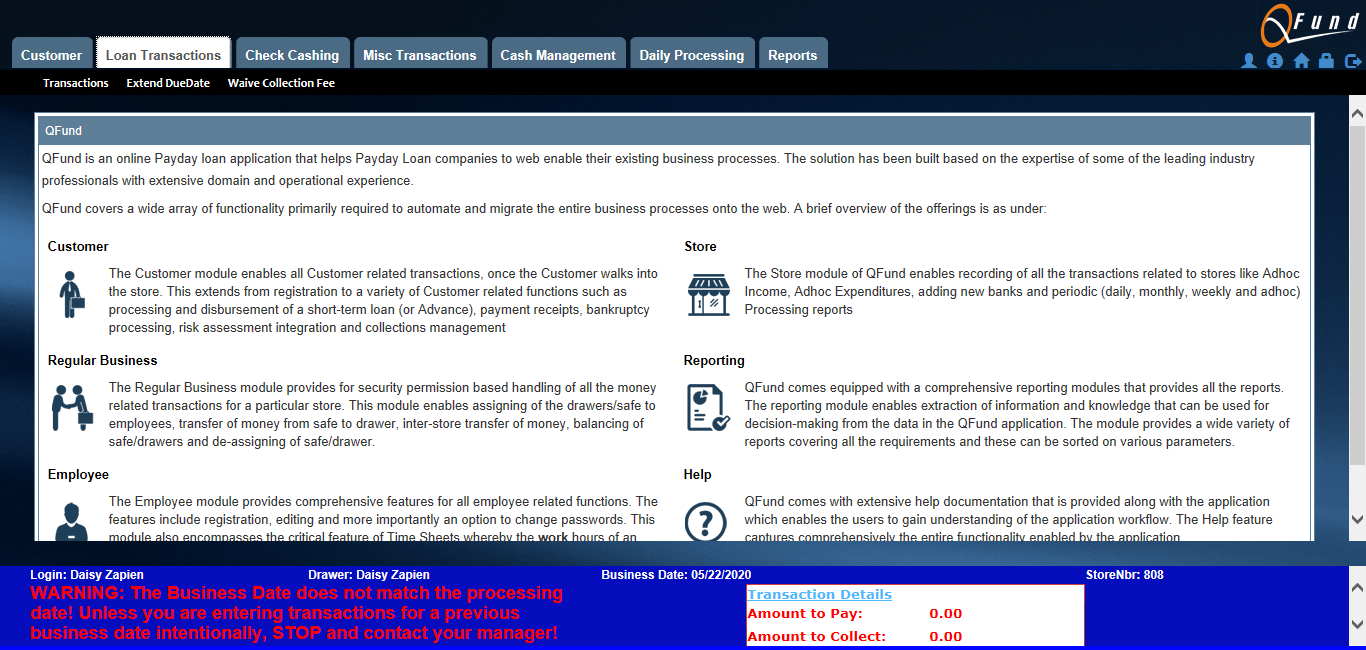 QFund
Customer
Loan Transactions
Check Cashing
Misc Transactions
Cash Management
Daily Processing
Reports
Transactions
Extend DueDate
Waive Collection Fee
QFund
QFund is an online Payday loan application that helps Payday Loan companies to web enable their existing business processes. The solution has been built based on the expertise of some of the leading industry
professionals with extensive domain and operational experience.
QFund covers a wide array of functionality primarily required to automate and migrate the entire business processes onto the web. A brief overview of the offerings is as under:
Customer
The Customer module enables all Customer related transactions, once the Customer walks into
the store. This extends from registration to a variety of Customer related functions such as
processing and disbursement of a short-term loan (or Advance), payment receipts, bankruptcy
processing, risk assessment integration and collections management
Store
The Store module of QFund enables recording of all the transactions related to stores like Adhoc
Income, Adhoc Expenditures, adding new banks and periodic (daily, monthly, weekly and adhoc)
Processing reports
Regular Business
The Regular Business module provides for security permission based handling of all the money
related transactions for a particular store. This module enables assigning of the drawers/safe to
employees, transfer of money from safe to drawer, inter-store transfer of money, balancing of
safe/drawers and de-assigning of safe/drawer.
Reporting
QFund comes equipped with a comprehensive reporting modules that provides all the reports.
The reporting module enables extraction of information and knowledge that can be used for
decision-making from the data in the QFund application. The module provides a wide variety of
reports covering all the requirements and these can be sorted on various parameters.
Employee
The Employee module provides comprehensive features for all employee related functions. The
features include registration, editing and more importantly an option to change passwords. This
module also encompasses the critical feature of Time Sheets whereby the work hours of an
Help
QFund comes with extensive help documentation that is provided along with the application
which enables the users to gain understanding of the application workflow. The Help feature
captures comprehensively the entire functionality enabled by the application
Login: Daisy Zapien
Drawer: Daisy Zapien
Business Date: 05/22/2020
StoreNbr: 808
WARNING: The Business Date does not match the processing
date! Unless you are entering transactions for a previous
business date intentionally, STOP and contact your manager!
Transaction Details
Amount to Pay: 0.00
Amount to Collect: 0.00